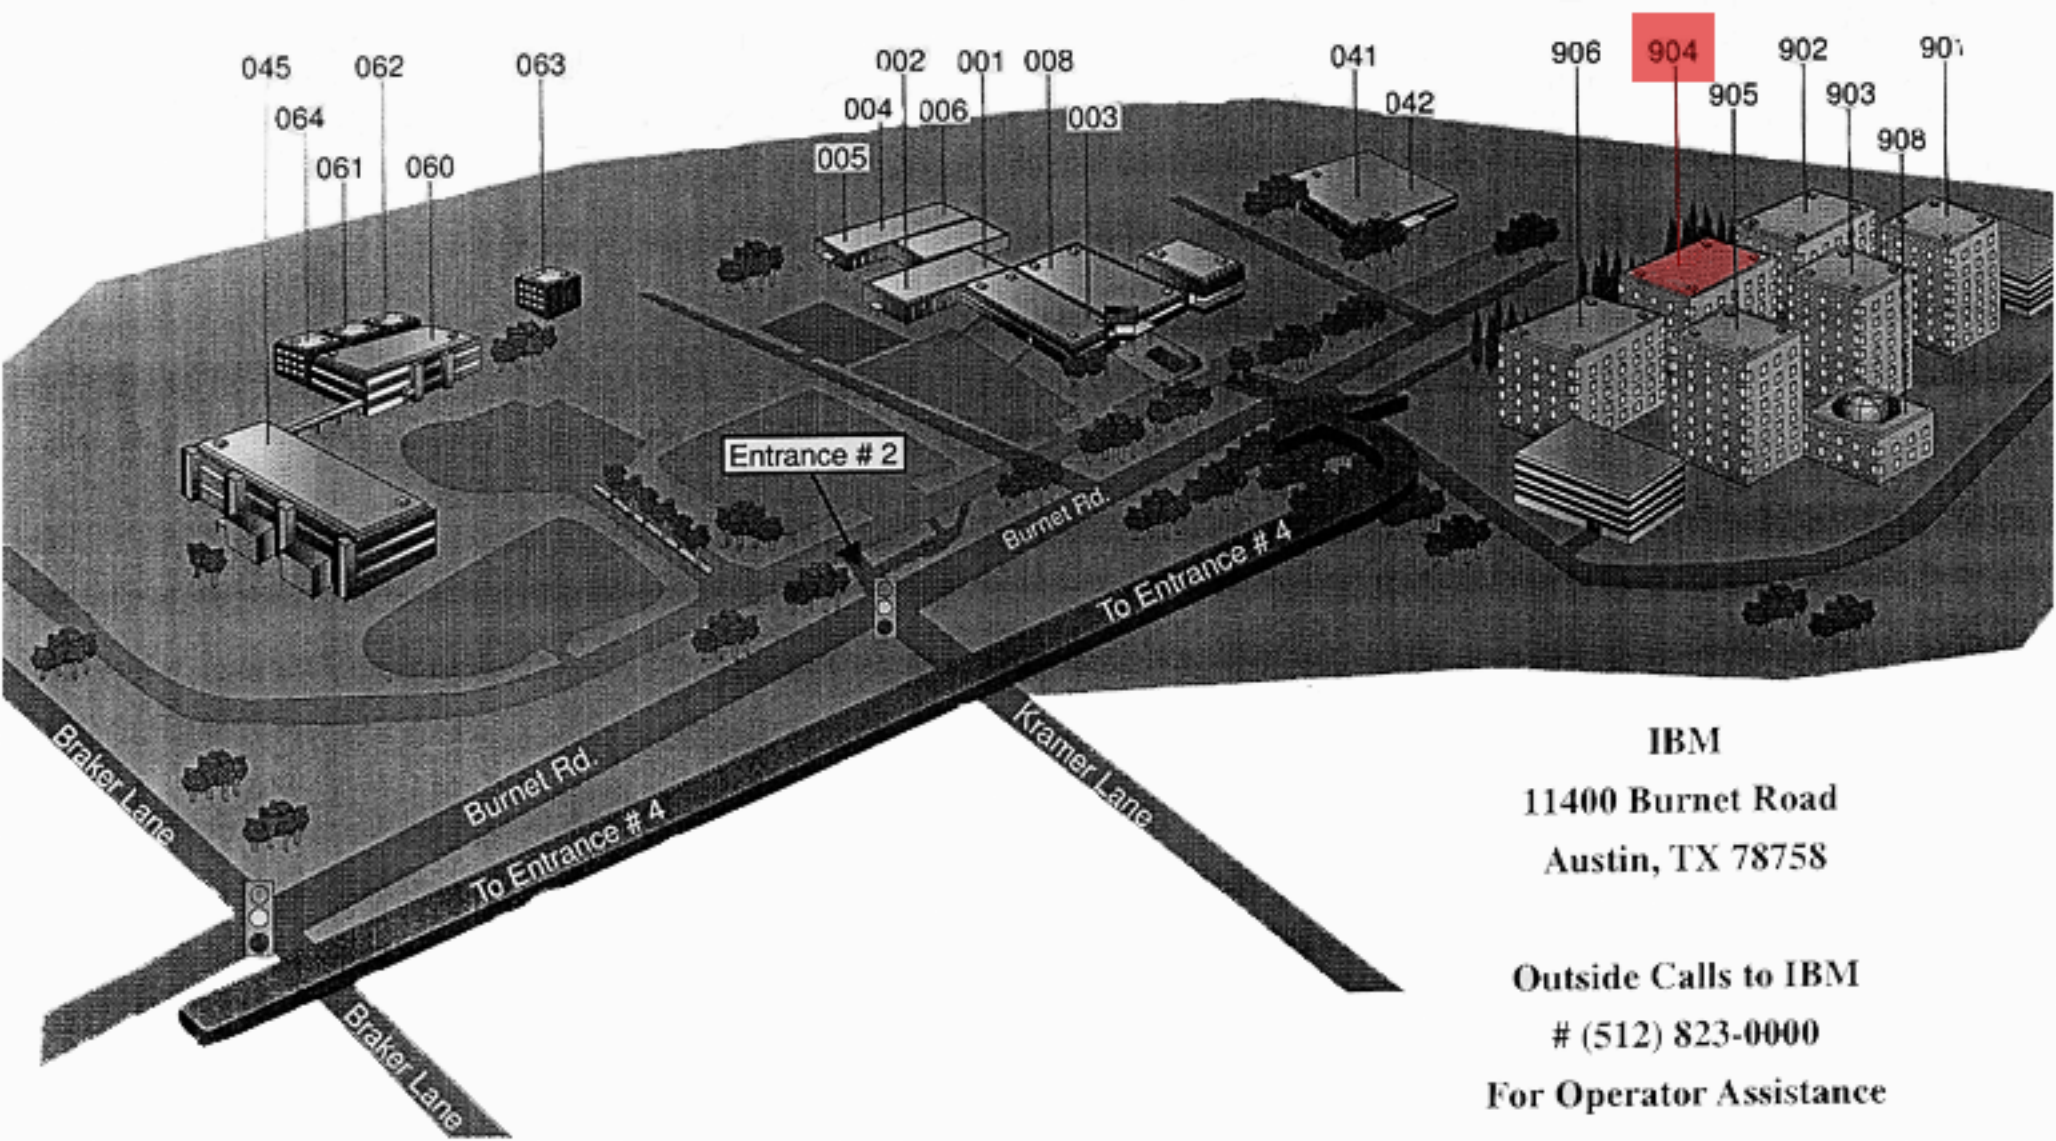 045
062
063
002
001
008
041
906
904
902
901
064
004
006
003
042
905
903
061
060
005
908
Entrance # 2
Burnet Rd.
To Entrance # 4
Braker Lane
Burnet Rd.
To Entrance # 4
Kramer Lane
Braker Lane
IBM
11400 Burnet Road
Austin, TX 78758
Outside Calls to IBM
# (512) 823-0000
For Operator Assistance